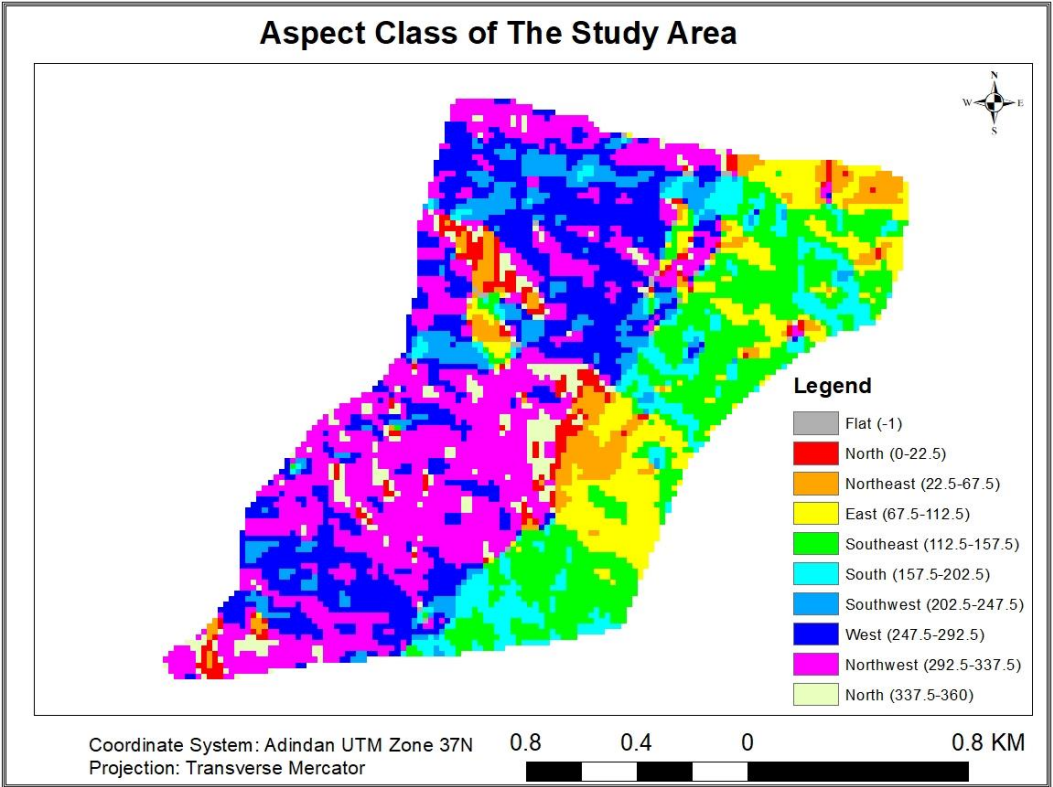 Aspect Class of The Study Area
N
W E
S
Legend
Flat (-1)
North (0-22.5)
Northeast (22.5-67.5)
East (67.5-112.5)
Southeast (112.5-157.5)
South (157.5-202.5)
Southwest (202.5-247.5)
West (247.5-292.5)
Northwest (292.5-337.5)
North (337.5-360)
Coordinate System: Adindan UTM Zone 37N
Projection: Transverse Mercator
0.8 0.4 0 0.8 KM